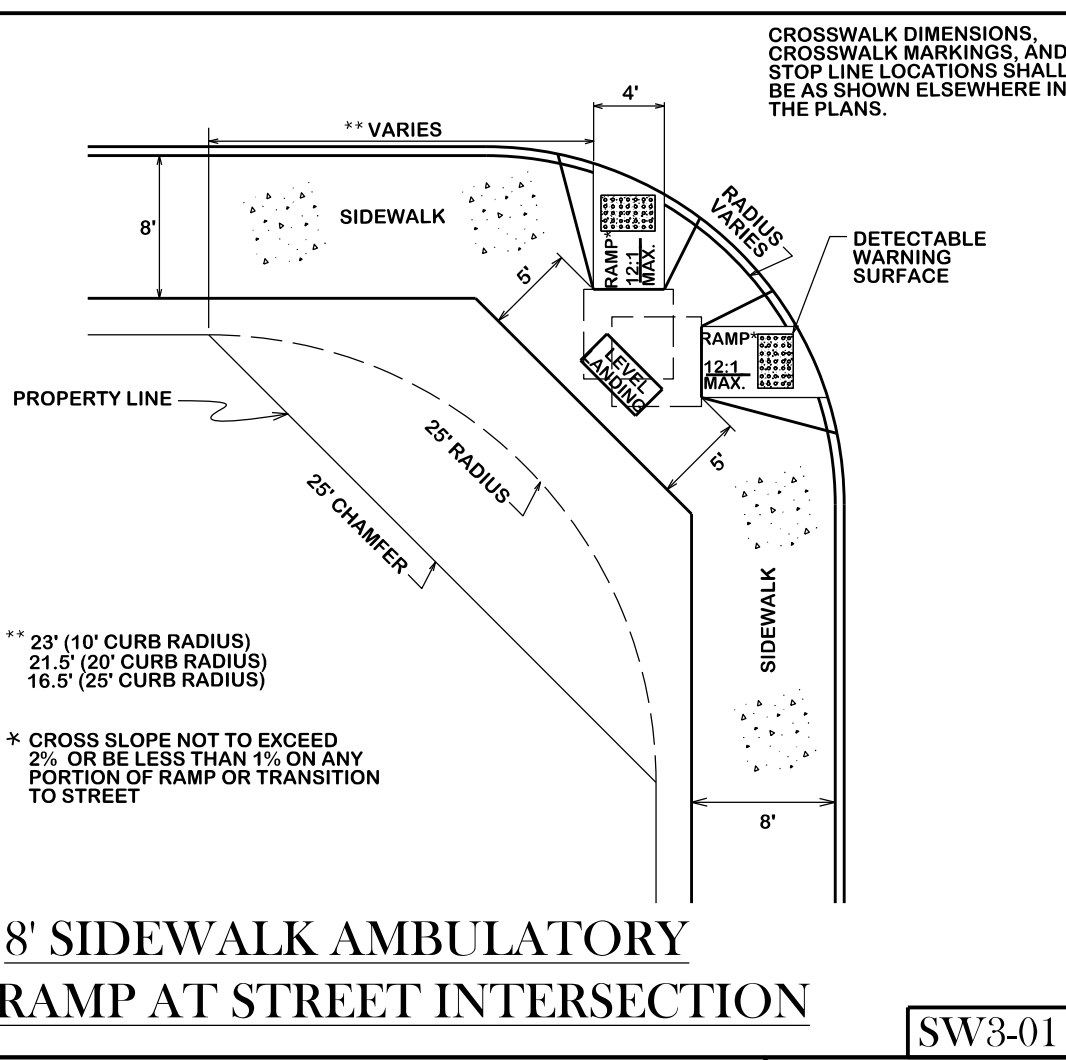 CROSSWALK DIMENSIONS,
CROSSWALK MARKINGS, AND
STOP LINE LOCATIONS SHALL
BE AS SHOWN ELSEWHERE IN
THE PLANS.
4'
** VARIES
8'
SIDEWALK
RADIUS
VARIES
DETECTABLE
WARNING
SURFACE
RAMP*
12:1
MAX.
5'
RAMP*
12:1
MAX.
LEVEL
LANDING
PROPERTY LINE
25' RADIUS
5'
25' CHAMFER
SIDEWALK
** 23' (10' CURB RADIUS)
21.5' (20' CURB RADIUS)
16.5' (25' CURB RADIUS)
* CROSS SLOPE NOT TO EXCEED
2% OR BE LESS THAN 1% ON ANY
PORTION OF RAMP OR TRANSITION
TO STREET
8'
8' SIDEWALK AMBULATORY
RAMP AT STREET INTERSECTION
SW3-01